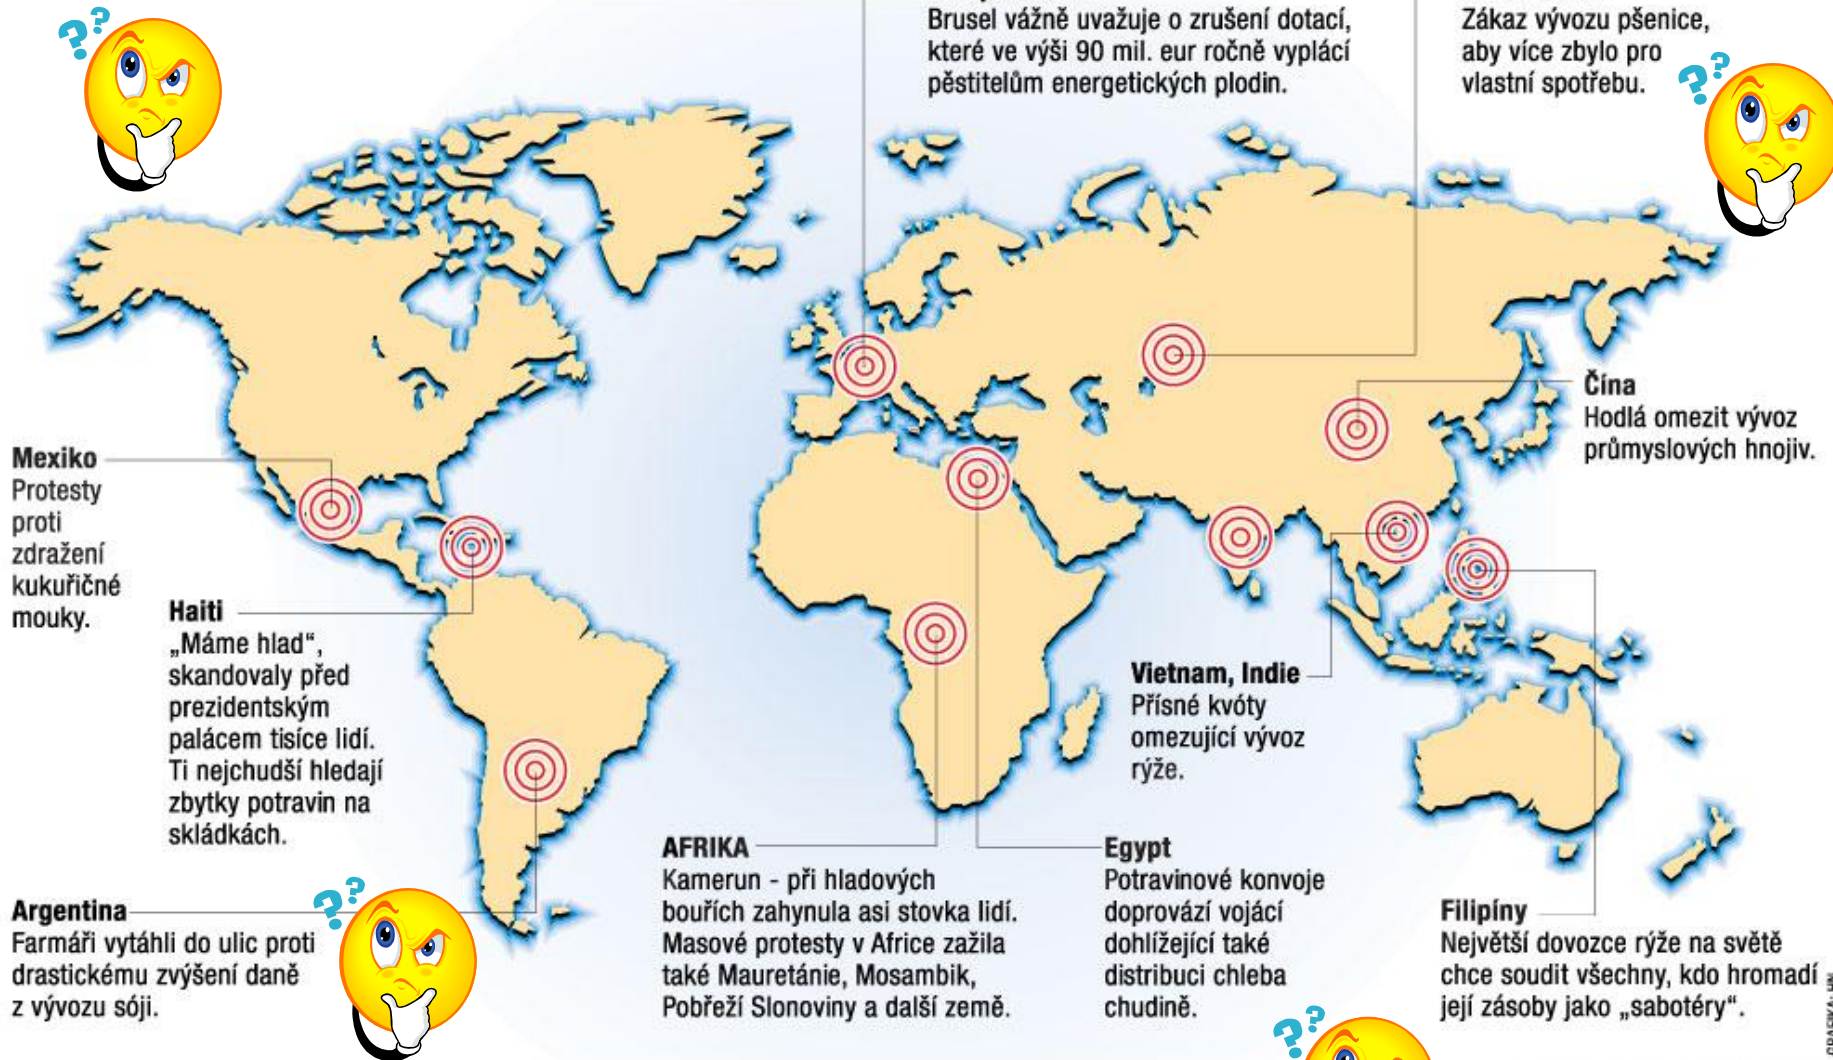 Brusel vážně uvažuje o zrušení dotací,
které ve výši 90 mil. eur ročně vyplácí
pěstitelům energetických plodin.
Zákaz vývozu pšenice,
aby více zbylo pro
vlastní spotřebu.
??
??
Čína
Hodlá omezit vývoz
průmyslových hnojiv.
Mexiko
Protesty
proti
zdražení
kukuřičné
mouky.
Haiti
„Máme hlad“,
skandovaly před
prezidentským
palácem tisíce lidí.
Ti nejchudší hledají
zbytky potravin na
skládkách.
Vietnam, Indie
Přísné kvóty
omezující vývoz
rýže.
Argentina
Farmáři vytáhli do ulic proti
drastickému zvýšení daně
z vývozu sóji.
??
AFRIKA
Kamerun - při hladových
bouřích zahynula asi stovka lidí.
Masové protesty v Africe zažila
také Mauretánie, Mosambik,
Pobřeží Slonoviny a další země.
Egypt
Potravinové konvoje
doprovází vojáci
dohlížející také
distribuci chleba
chudině.
Filipíny
Největší dovozce rýže na světě
chce soudit všechny, kdo hromadí
její zásoby jako „sabotéry“.
??
GRAFIKA: HN